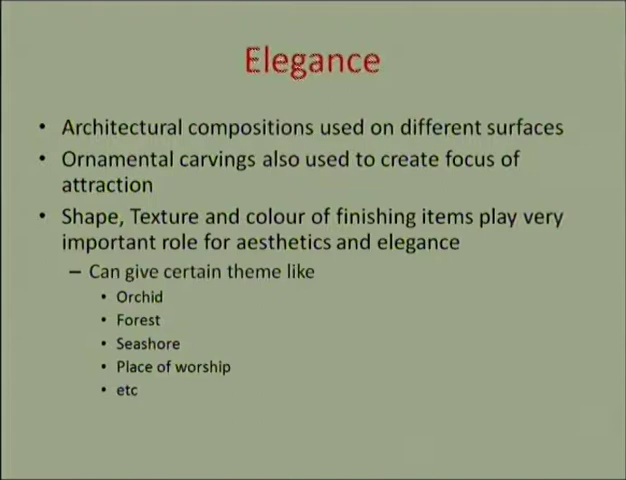 Elegance
• Architectural compositions used on different surfaces
• Ornamental carvings also used to create focus of
attraction
• Shape, Texture and colour of finishing items play very
important role for aesthetics and elegance
– Can give certain theme like
• Orchid
• Forest
• Seashore
• Place of worship
• etc